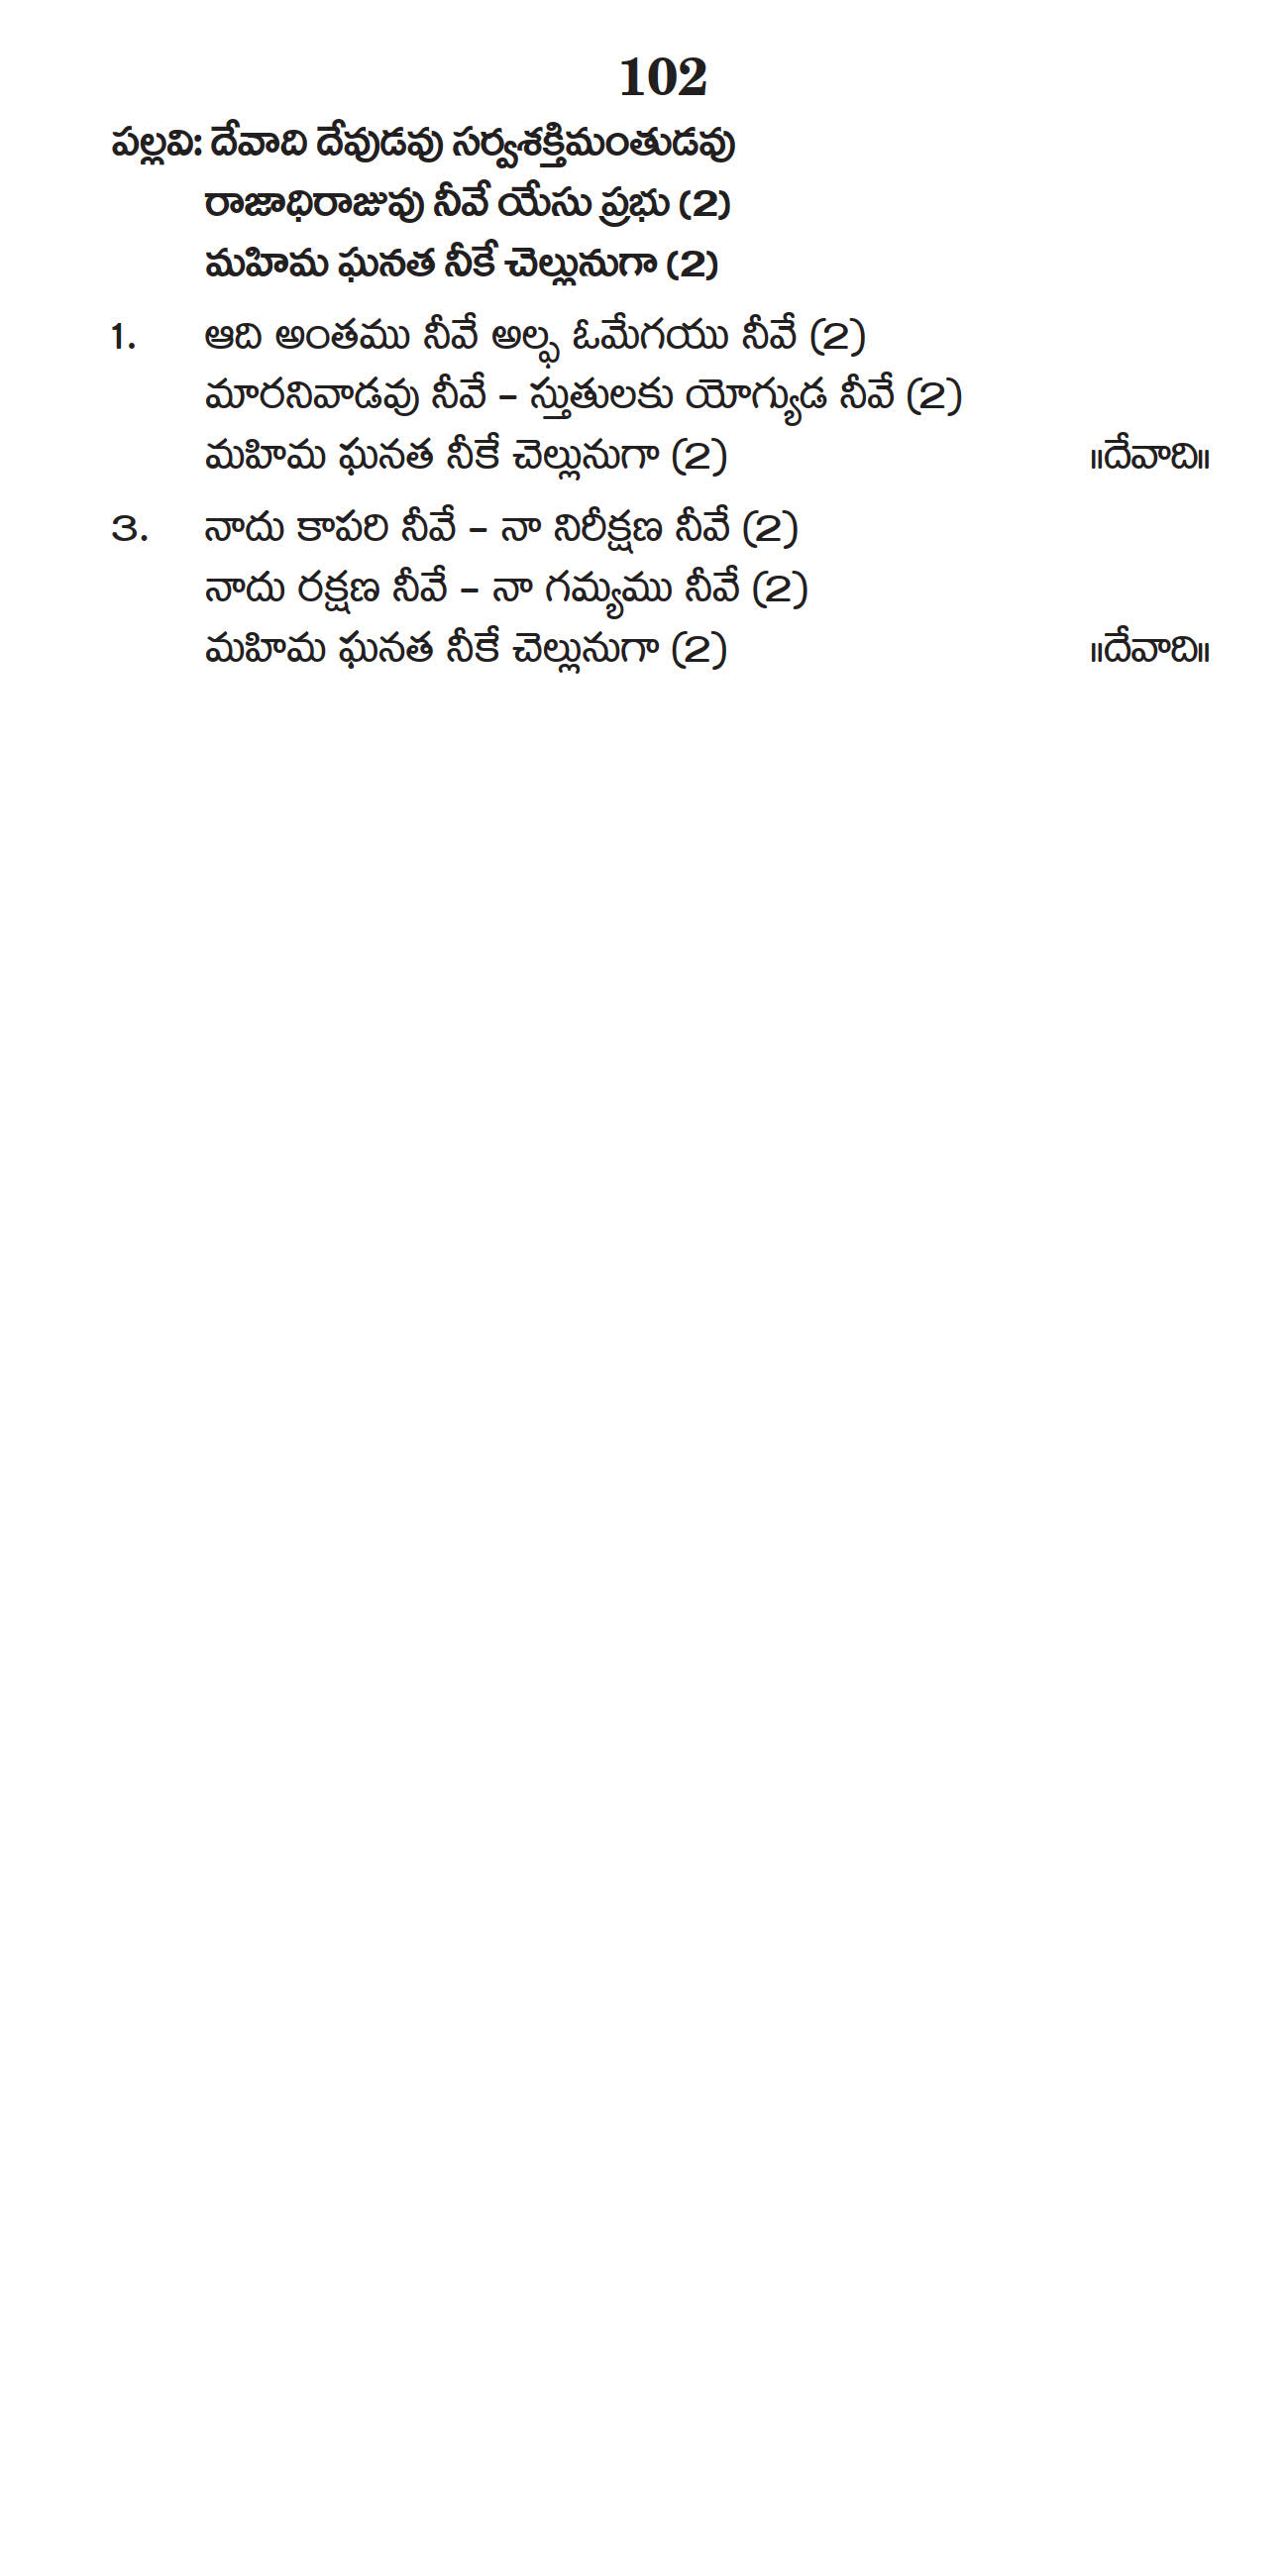 102
పల్లవి: దేవాది దేవుడవు సర్వశక్తిమంతుడవు
రాజాధిరాజువు నీవే యేసు ప్రభు (2)
మహిమ ఘనత నీకే చెల్లునుగా (2)
1. ఆది అంతము నీవే అల్ఫ ఓమేగయు నీవే (2)
మారనివాడవు నీవే – స్తుతులకు యోగ్యుడ నీవే (2)
మహిమ ఘనత నీకే చెల్లునుగా (2) ॥దేవాది॥
3. నాదు కాపరి నీవే – నా నిరీక్షణ నీవే (2)
నాదు రక్షణ నీవే – నా గమ్యము నీవే (2)
మహిమ ఘనత నీకే చెల్లునుగా (2) ॥దేవాది॥